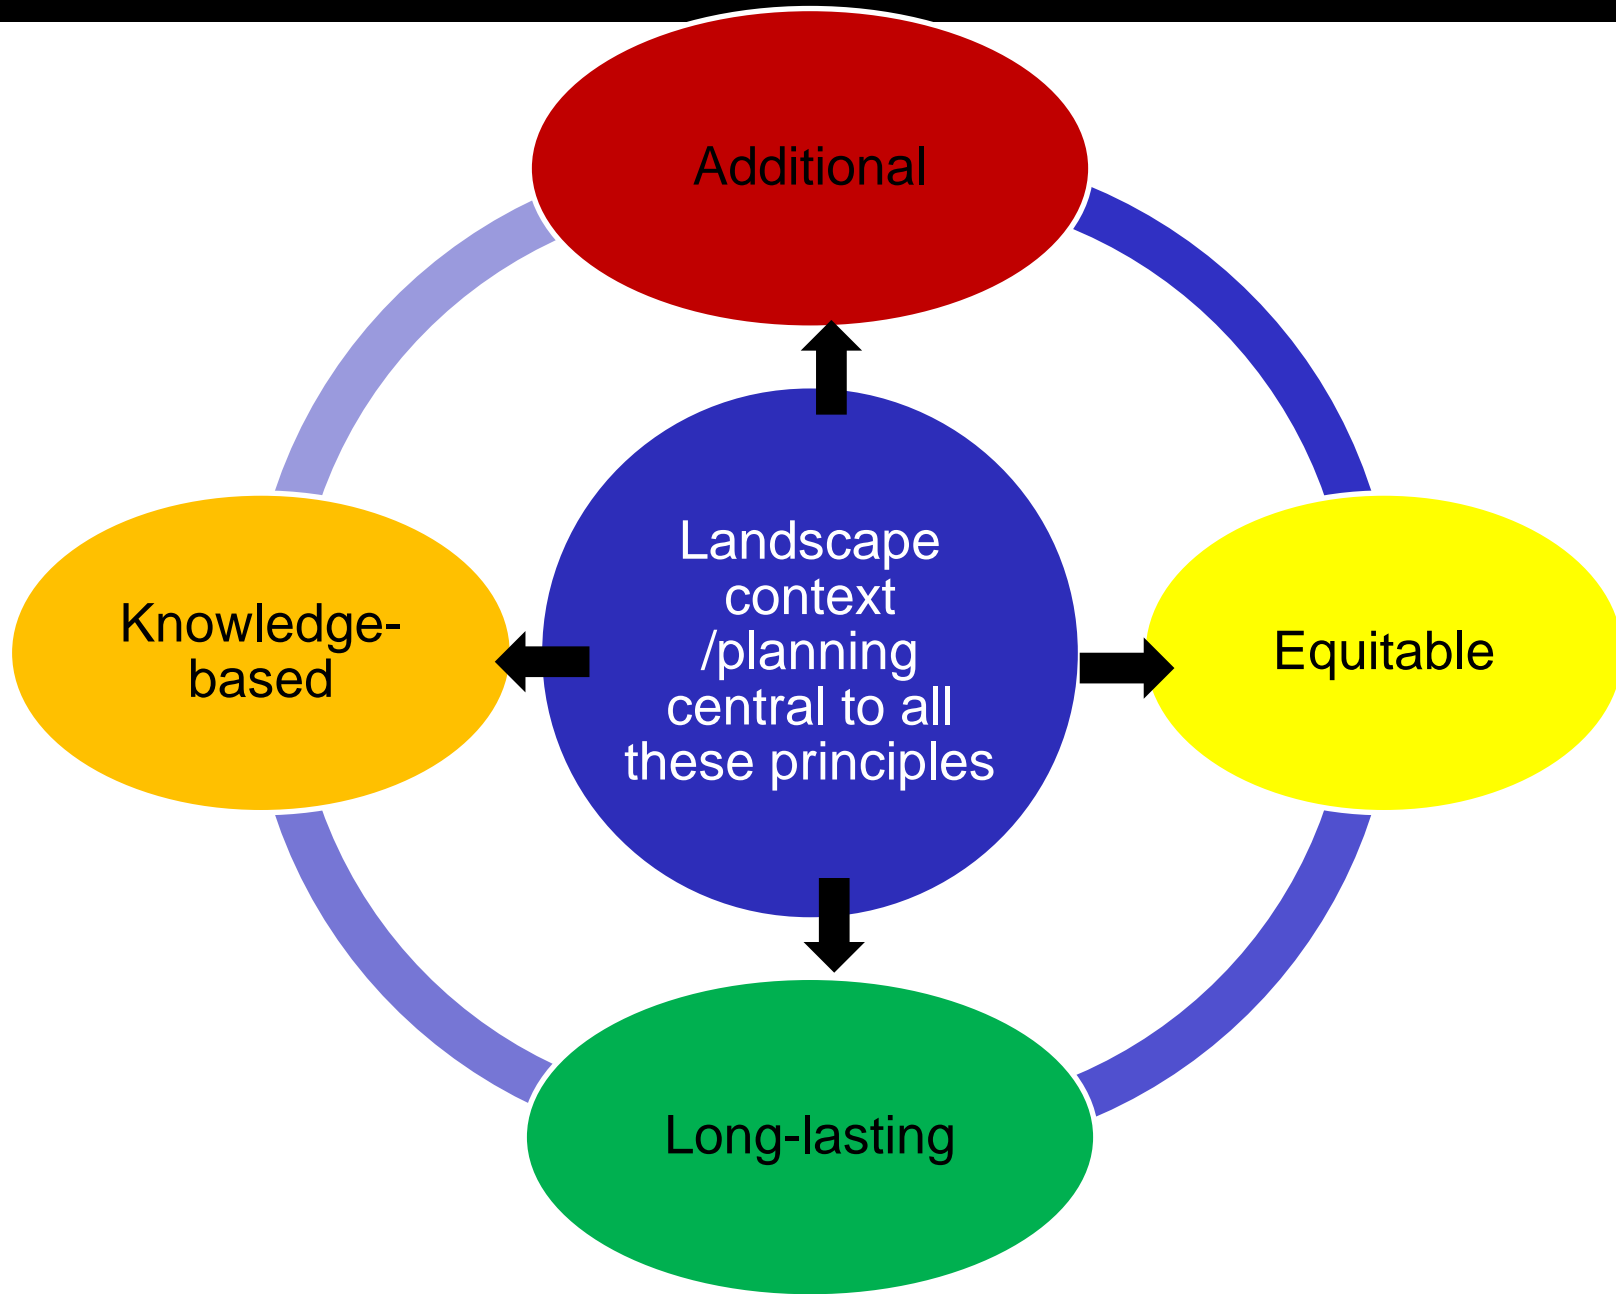 Additional
Landscape
context
/planning
central to all
these principles
Knowledge-
based
Equitable
Long-lasting